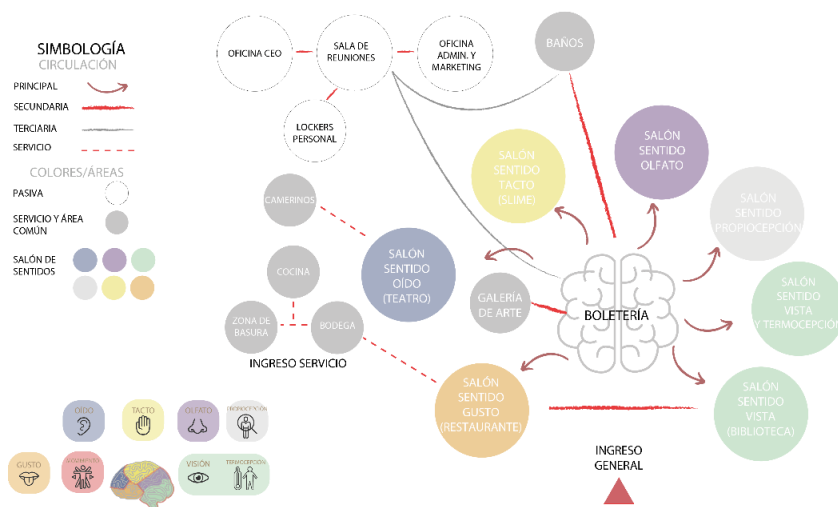 SIMBOLOGÍA
CIRCULACIÓN
PRINCIPAL
SECUNDARIA
TERCIARIA
SERVICIO
COLORES/ÁREAS
PASIVA
SERVICIO Y ÁREA
COMÚN
SALÓN DE
SENTIDOS
OFICINA CEO
SALA DE
REUNIONES
OFICINA
ADMIN. Y
MARKETING
BAÑOS
LOCKERS
PERSONAL
SALÓN
SENTIDO
TACTO
(SLIME)
SALÓN
SENTIDO
OLFATO
CAMERINOS
SALÓN
SENTIDO
PROPIOCEPCIÓN
SALÓN
SENTIDO
OÍDO
(TEATRO)
COCINA
GALERÍA
DE ARTE
BOLETERÍA
SALÓN
SENTIDO
VISTA
Y TERMOCEPCIÓN
ZONA DE
BASURA
BODEGA
INGRESO SERVICIO
SALÓN
SENTIDO
GUSTO
(RESTAURANTE)
SALÓN
SENTIDO
VISTA
(BIBLIOTECA)
INGRESO
GENERAL
OÍDO
TACTO
OLFATO
PROPIOCEPCIÓN
GUSTO
MOVIMIENTO
VISIÓN
TERMOCEPCIÓN